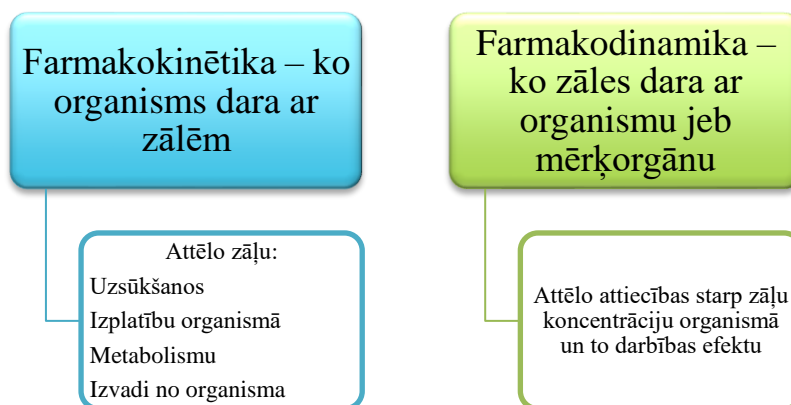 Farmakokinētika – ko
organisms dara ar
zālēm
Attēlo zāļu:
Uzsūkšanos
Izplatību organismā
Metabolismu
Izvadi no organisma
Farmakodinamika –
ko zāles dara ar
organismu jeb
mērķorgānu
Attēlo attiecības starp zāļu
koncentrāciju organismā
un to darbības efektu